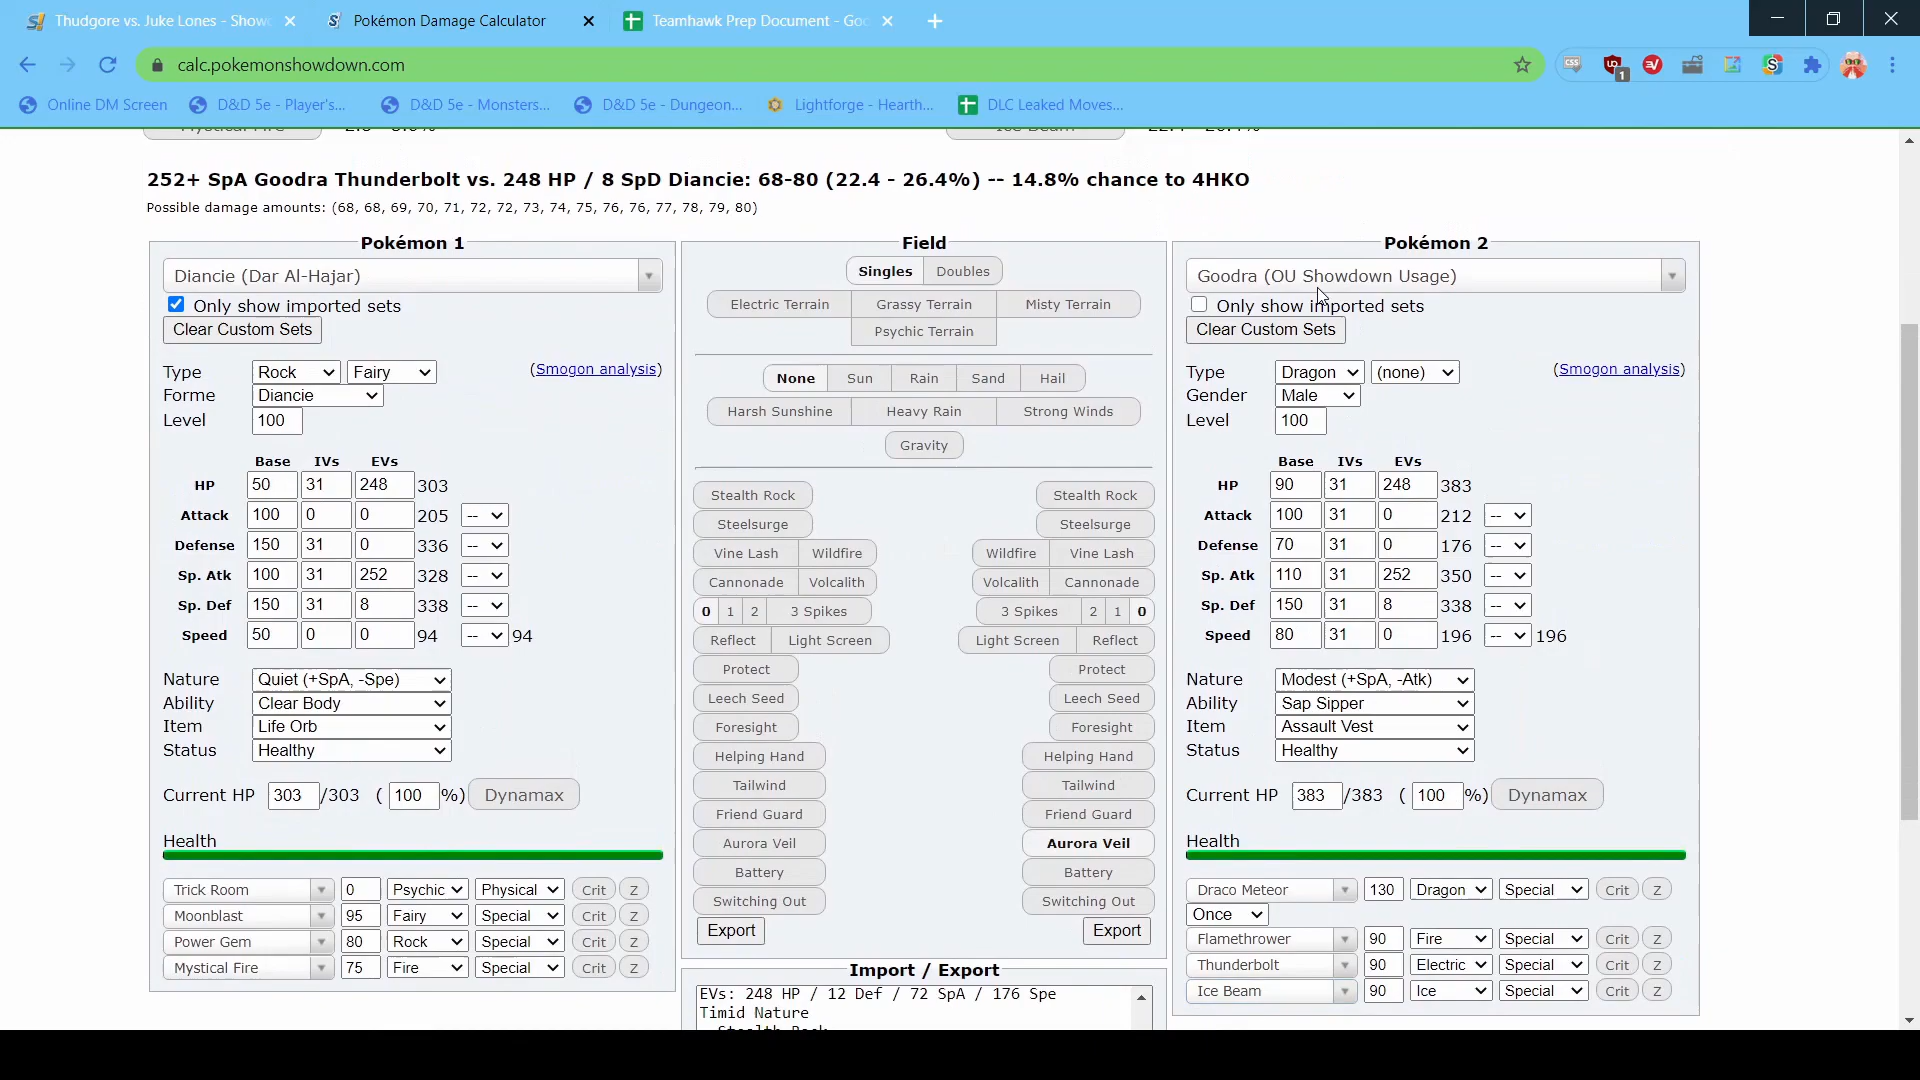 Thudgore vs. Juke Lones - Show
Pokémon Damage Calculator
Teamhawk Prep Document - Goo
calc.pokemonshowdown.com
Online DM Screen
D&D 5e - Player's...
D&D 5e - Monsters...
D&D 5e - Dungeon...
Lightforge - Hearth...
DLC Leaked Moves...
252+ SpA Goodra Thunderbolt vs. 248 HP / 8 SpD Diancie: 68-80 (22.4 - 26.4%) -- 14.8% chance to 4HKO
Possible damage amounts: (68, 68, 69, 70, 71, 72, 72, 73, 74, 75, 76, 76, 77, 78, 79, 80)
Pokémon 1
Diancie (Dar Al-Hajar)
Only show imported sets
Clear Custom Sets
Type Rock Fairy (Smogon analysis)
Forme Diancie
Level 100
Base IVs EVs
HP 50 31 248 303
Attack 100 0 0 205 --
Defense 150 31 0 336 --
Sp. Atk 100 31 252 328 --
Sp. Def 150 31 8 338 --
Speed 50 0 0 94 -- 94
Nature Quiet (+SpA, -Spe)
Ability Clear Body
Item Life Orb
Status Healthy
Current HP 303 /303 ( 100 %) Dynamax
Health
Trick Room 0 Psychic Physical Crit Z
Moonblast 95 Fairy Special Crit Z
Power Gem 80 Rock Special Crit Z
Mystical Fire 75 Fire Special Crit Z
Field
Singles Doubles
Electric Terrain Grassy Terrain Misty Terrain
Psychic Terrain
None Sun Rain Sand Hail
Harsh Sunshine Heavy Rain Strong Winds
Gravity
Stealth Rock Stealth Rock
Steelsurge Steelsurge
Vine Lash Wildfire Wildfire Vine Lash
Cannonade Volcalith Volcalith Cannonade
0 1 2 3 Spikes 3 Spikes 2 1 0
Reflect Light Screen Light Screen Reflect
Protect Protect
Leech Seed Leech Seed
Foresight Foresight
Helping Hand Helping Hand
Tailwind Tailwind
Friend Guard Friend Guard
Aurora Veil Aurora Veil
Battery Battery
Switching Out Switching Out
Export Export
Import / Export
EVs: 248 HP / 12 Def / 72 SpA / 176 Spe
Timid Nature
Pokémon 2
Goodra (OU Showdown Usage)
Only show imported sets
Clear Custom Sets
Type Dragon (none) (Smogon analysis)
Gender Male
Level 100
Base IVs EVs
HP 90 31 248 383
Attack 100 31 0 212 --
Defense 70 31 0 176 --
Sp. Atk 110 31 252 350 --
Sp. Def 150 31 8 338 --
Speed 80 31 0 196 -- 196
Nature Modest (+SpA, -Atk)
Ability Sap Sipper
Item Assault Vest
Status Healthy
Current HP 383 /383 ( 100 %) Dynamax
Health
Draco Meteor 130 Dragon Special Crit Z
Once
Flamethrower 90 Fire Special Crit Z
Thunderbolt 90 Electric Special Crit Z
Ice Beam 90 Ice Special Crit Z